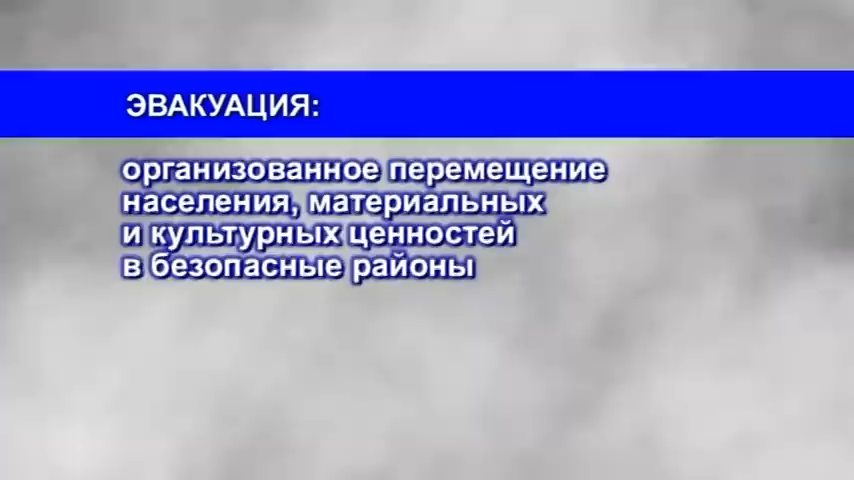 ЭВАКУАЦИЯ:
организованное перемещение
населения, материальных
и культурных ценностей
в безопасные районы